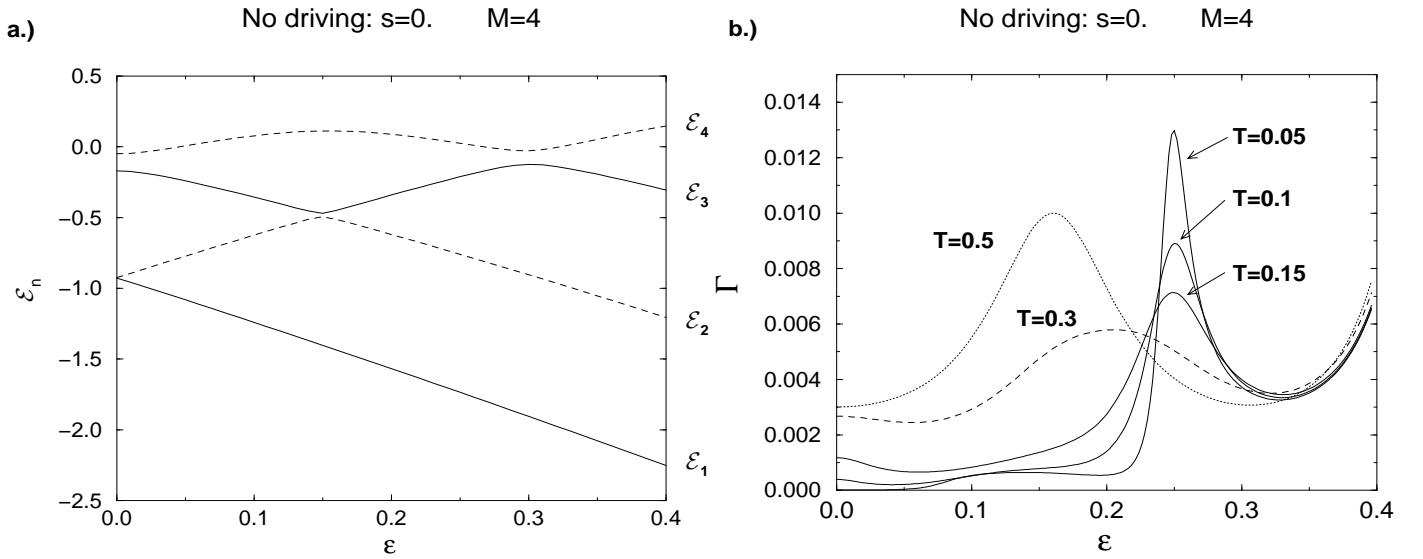 a.)
No driving: s=0. M=4
0.5
0.0
−0.5
−1.0
−1.5
−2.0
−2.5
ℰn
0.0 0.1 0.2 0.3 0.4
ε
ℰ4
ℰ3
ℰ2
ℰ1
b.)
No driving: s=0. M=4
0.014
0.012
0.010
0.008
0.006
0.004
0.002
0.000
Γ
T=0.05
T=0.1
T=0.15
T=0.5
T=0.3
0.0 0.1 0.2 0.3 0.4
ε